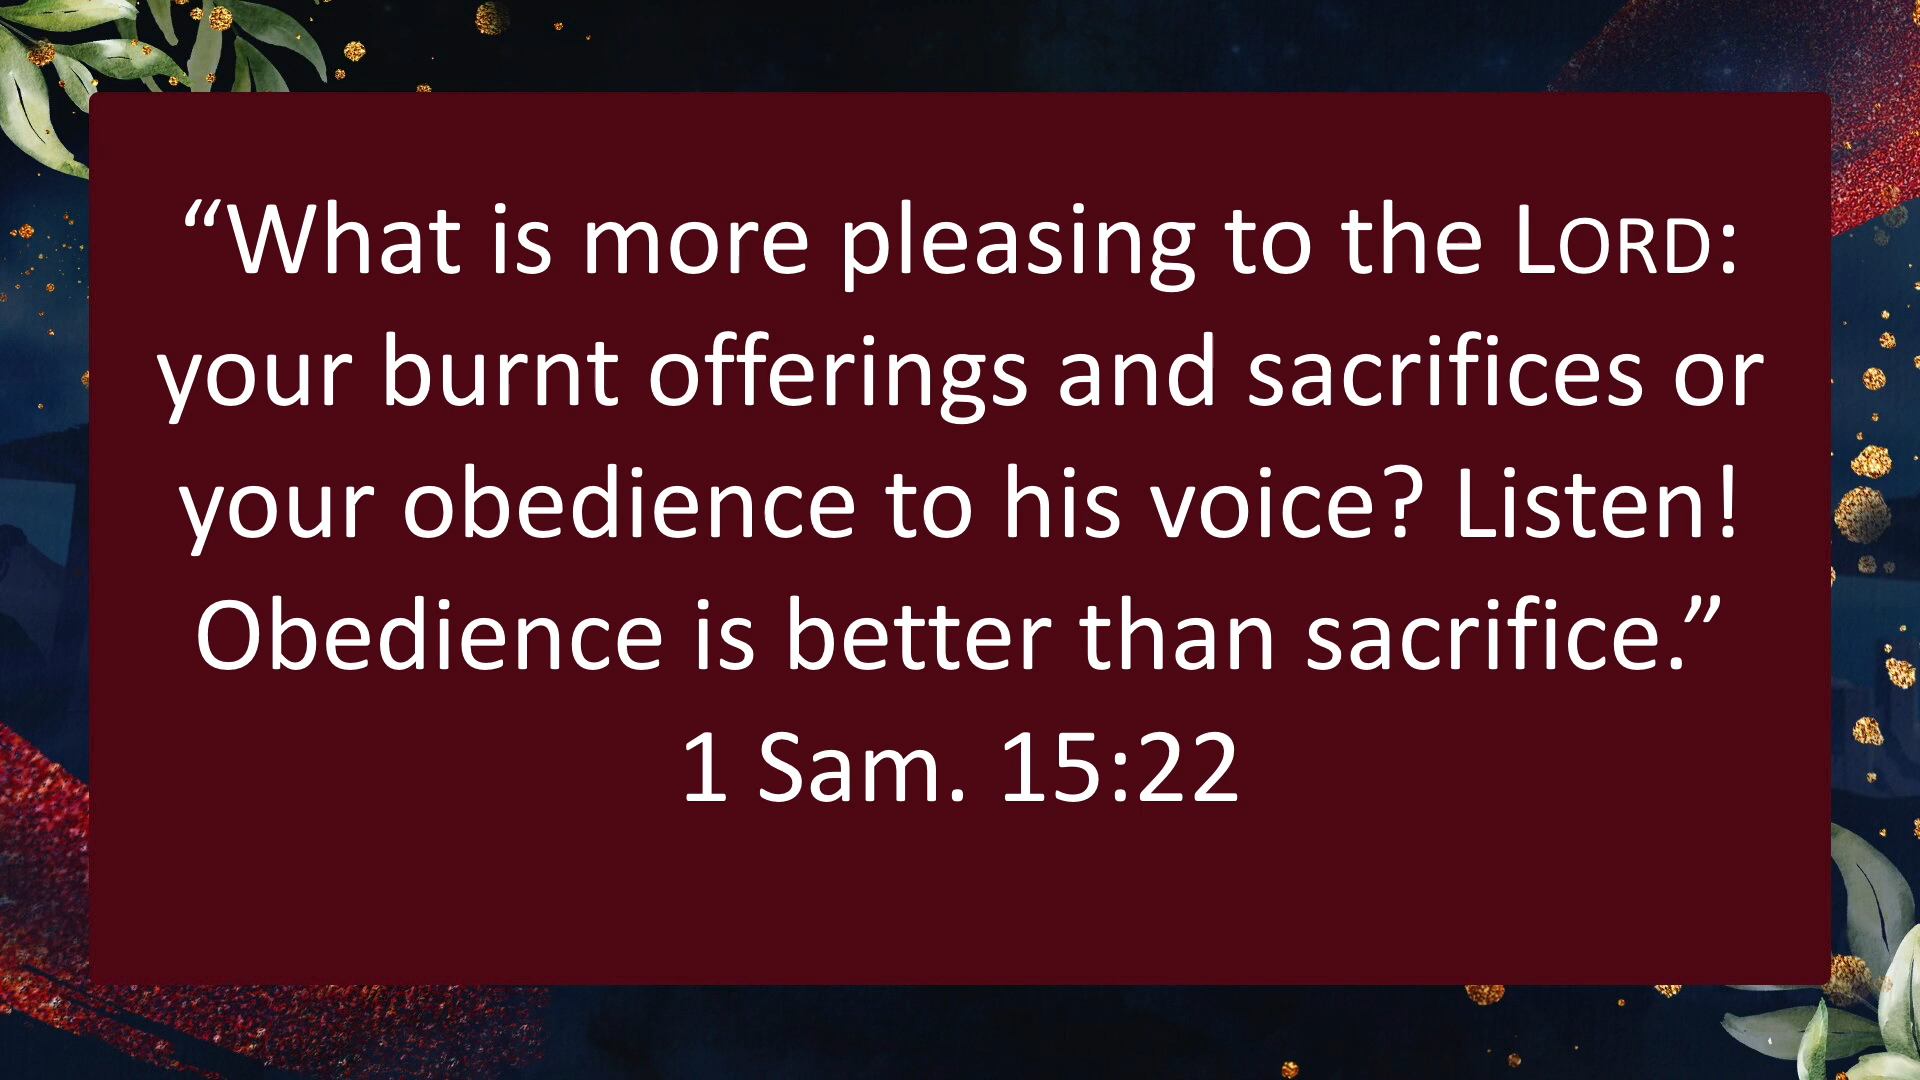 “What is more pleasing to the LORD:
your burnt offerings and sacrifices or
your obedience to his voice? Listen!
Obedience is better than sacrifice.”
1 Sam. 15:22